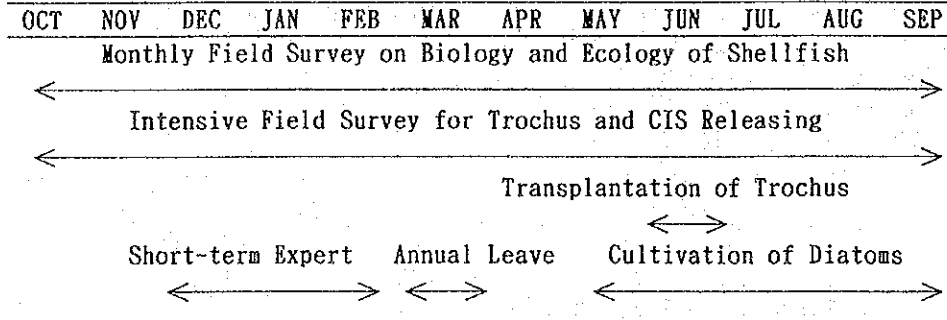 OCT NOV DEC JAN FEB MAR APR MAY JUN JUL AUG SEP
Monthly Field Survey on Biology and Ecology of Shellfish
Intensive Field Survey for Trochus and CIS Releasing
Transplantation of Trochus
Short-term Expert Annual Leave Cultivation of Diatoms